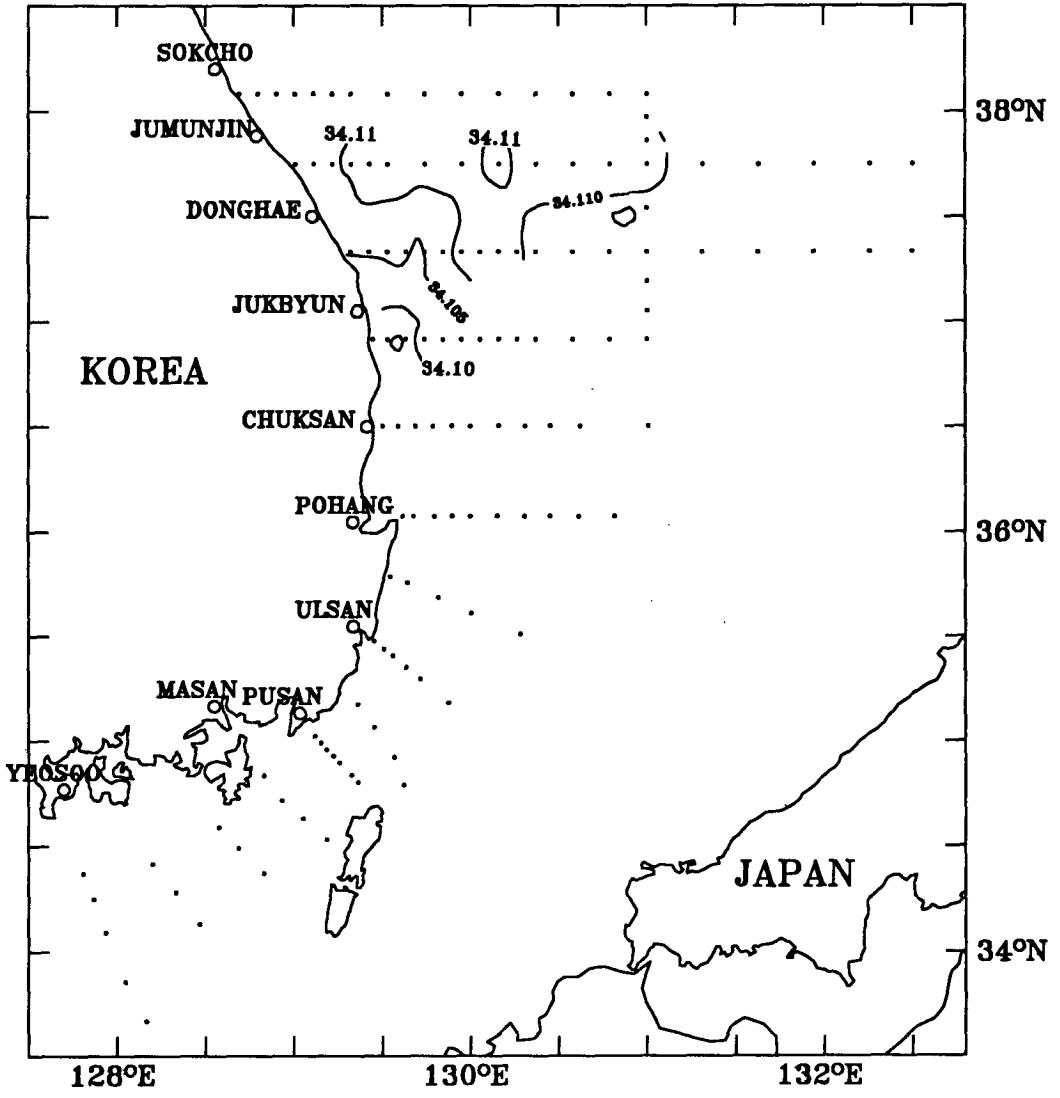 SOKCHO
38°N
JUMUNJIN
34.11
34.11
34.110
DONGHAE
34.105
JUKBYUN
34.10
KOREA
CHUKSAN
POHANG
36°N
ULSAN
MASAN
PUSAN
YEOSOO
JAPAN
34°N
128°E
130°E
132°E